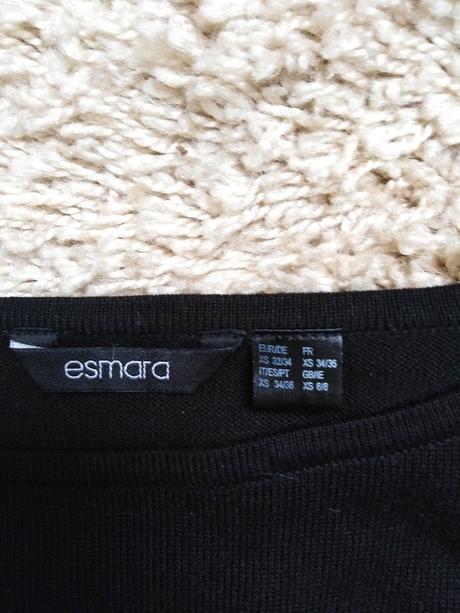 esmara
EUR/DE FR
XS 32/34 XS 34/36
IT/ES/PT GB/IE
XS 34/36 XS 6/8